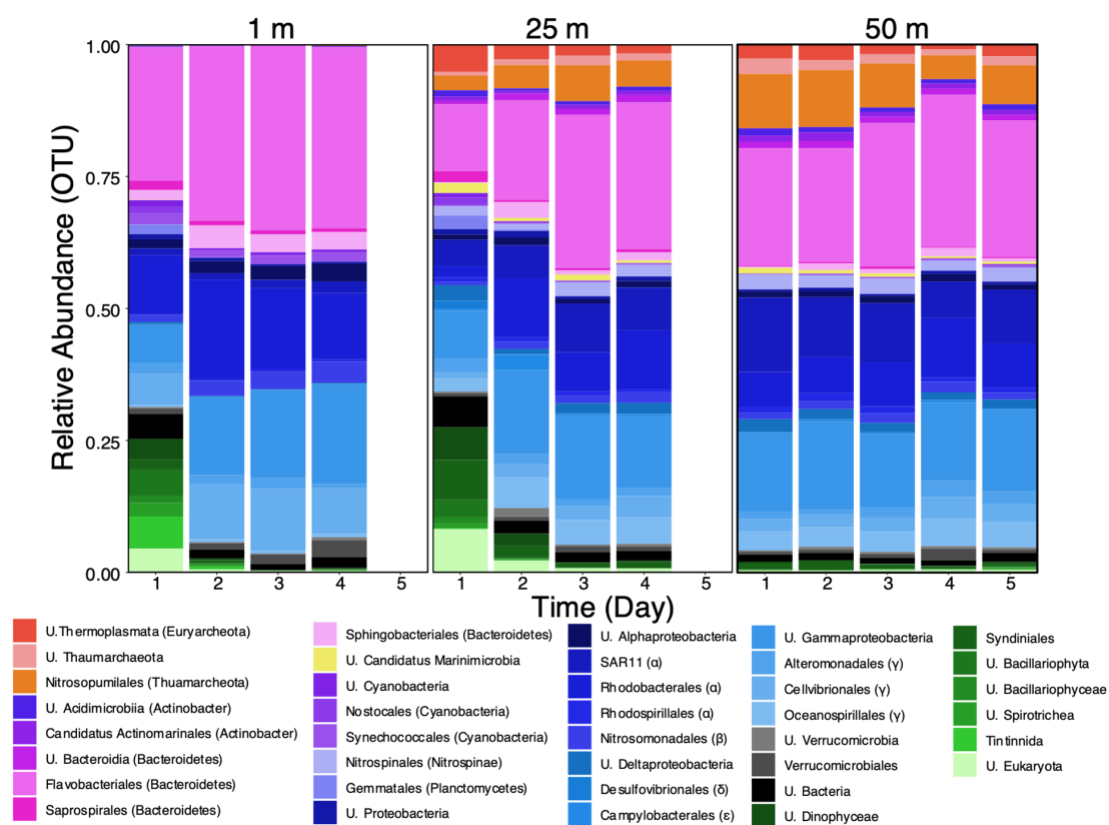 1 m 25 m 50 m
Relative Abundance (OTU)
1.00
0.75
0.50
0.25
0.00
1 2 3 4 5 1 2 3 4 5 1 2 3 4 5
Time (Day)
U.Thermoplasmata (Euryarcheota)
U. Thaumarchaeota
Nitrosopumilales (Thuamarcheota)
U. Acidimicrobiia (Actinobacter)
Candidatus Actinomarinales (Actinobacter)
U. Bacteroidia (Bacteroidetes)
Flavobacteriales (Bacteroidetes)
Saprospirales (Bacteroidetes)
Sphingobacteriales (Bacteroidetes)
U. Candidatus Marinimicrobia
U. Cyanobacteria
Nostocales (Cyanobacteria)
Synechococcales (Cyanobacteria)
Nitrospinales (Nitrospinae)
Gemmatales (Planctomycetes)
U. Proteobacteria
U. Alphaproteobacteria
SAR11 (α)
Rhodobacterales (α)
Rhodospirillales (α)
Nitrosomonadales (β)
U. Deltaproteobacteria
Desulfovibrionales (δ)
Campylobacterales (ε)
U. Gammaproteobacteria
Alteromonadales (γ)
Cellvibrionales (γ)
Oceanospirillales (γ)
U. Verrucomicrobia
Verrucomicrobiales
U. Bacteria
U. Dinophyceae
Syndiniales
U. Bacillariophyta
U. Bacillariophyceae
U. Spirotrichea
Tintinnida
U. Eukaryota